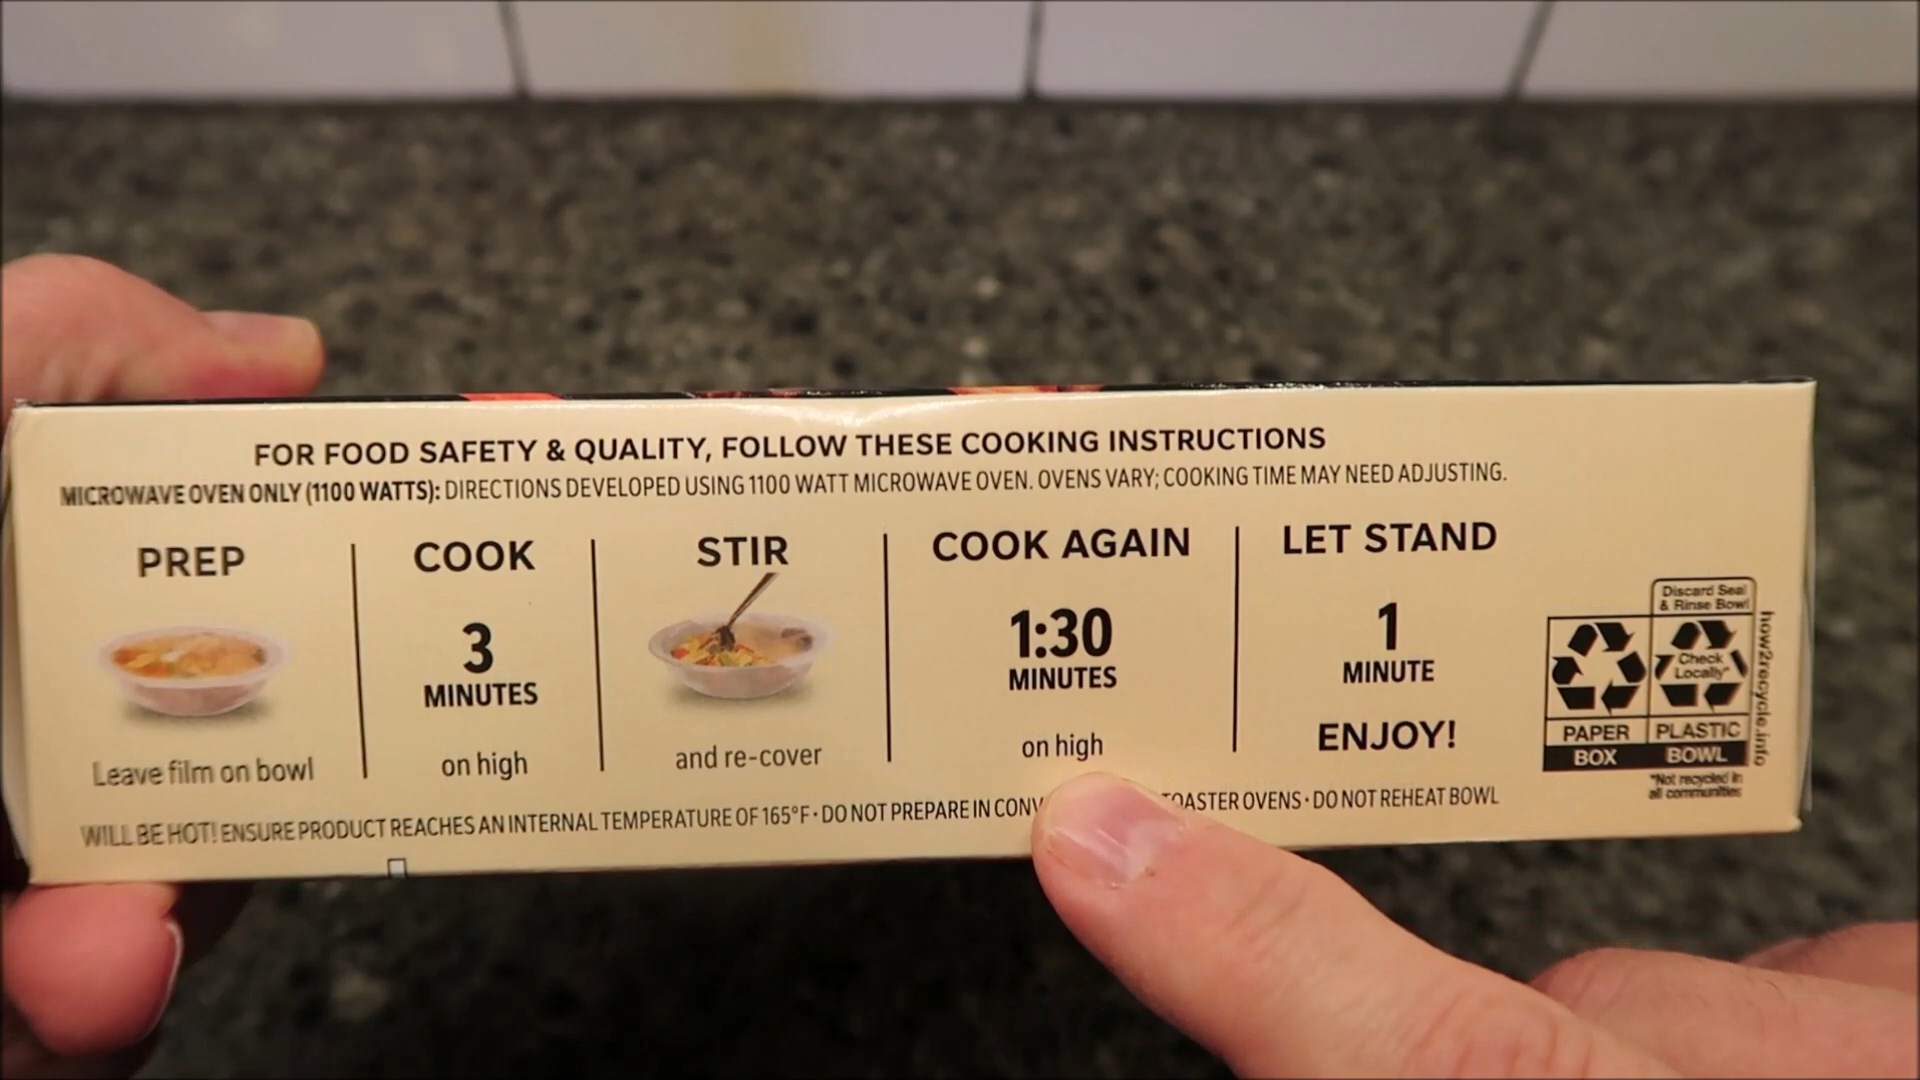 FOR FOOD SAFETY & QUALITY, FOLLOW THESE COOKING INSTRUCTIONS
MICROWAVE OVEN ONLY (1100 WATTS): DIRECTIONS DEVELOPED USING 1100 WATT MICROWAVE OVEN. OVENS VARY; COOKING TIME MAY NEED ADJUSTING.
PREP
Leave film on bowl
COOK
3
MINUTES
on high
STIR
and re-cover
COOK AGAIN
1:30
MINUTES
on high
LET STAND
1
MINUTE
ENJOY!
Discard Seal
& Rinse Bowl
Check
Locally*
PAPER
BOX
PLASTIC
BOWL
*Not recycled in
all communities
how2recycle.info
WILL BE HOT! ENSURE PRODUCT REACHES AN INTERNAL TEMPERATURE OF 165°F · DO NOT PREPARE IN TOASTER OVENS · DO NOT REHEAT BOWL